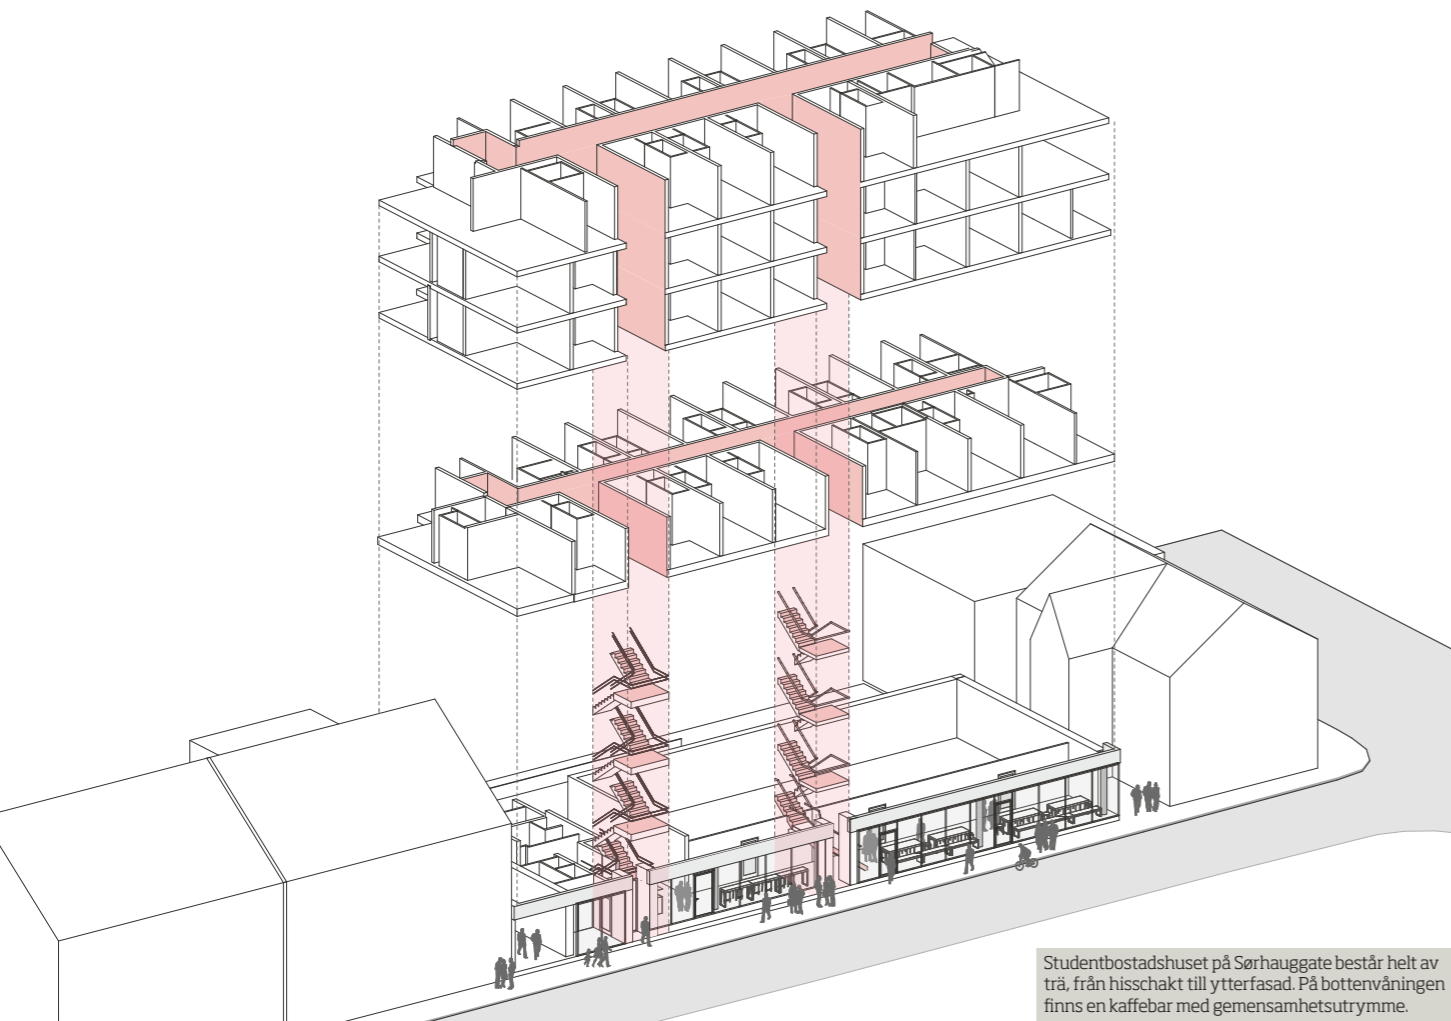 Studentbostadshuset på Sørhauggate består helt av
trä, från hisschakt till ytterfasad. På bottenvåningen
finns en kaffebar med gemensamhetsutrymme.